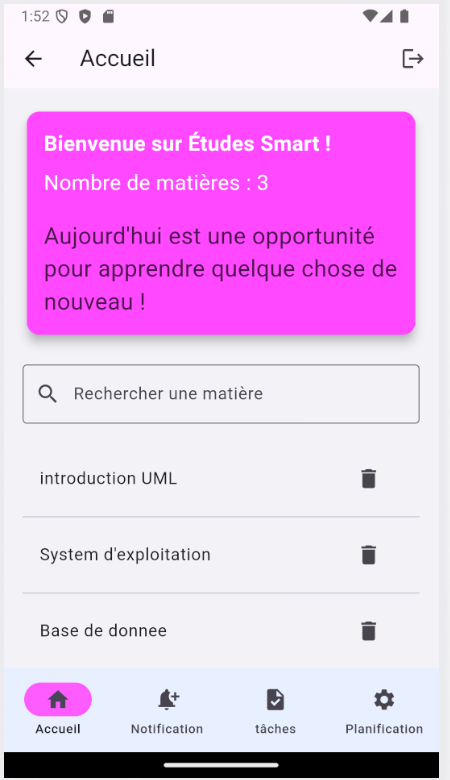 1:52
Accueil
Bienvenue sur Études Smart !
Nombre de matières : 3
Aujourd'hui est une opportunité
pour apprendre quelque chose de
nouveau !
Rechercher une matière
introduction UML
System d'exploitation
Base de donnee
Accueil
Notification
tâches
Planification